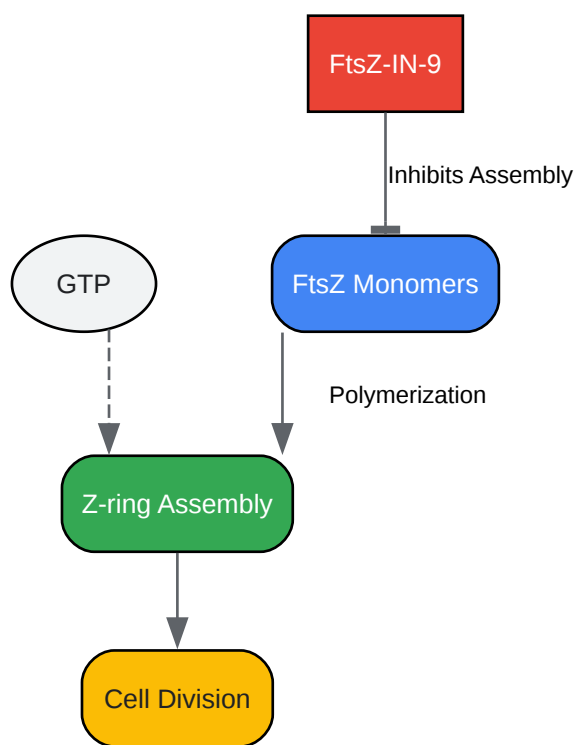 FtsZ-IN-9
Inhibits Assembly
GTP
FtsZ Monomers
Polymerization
Z-ring Assembly
Cell Division